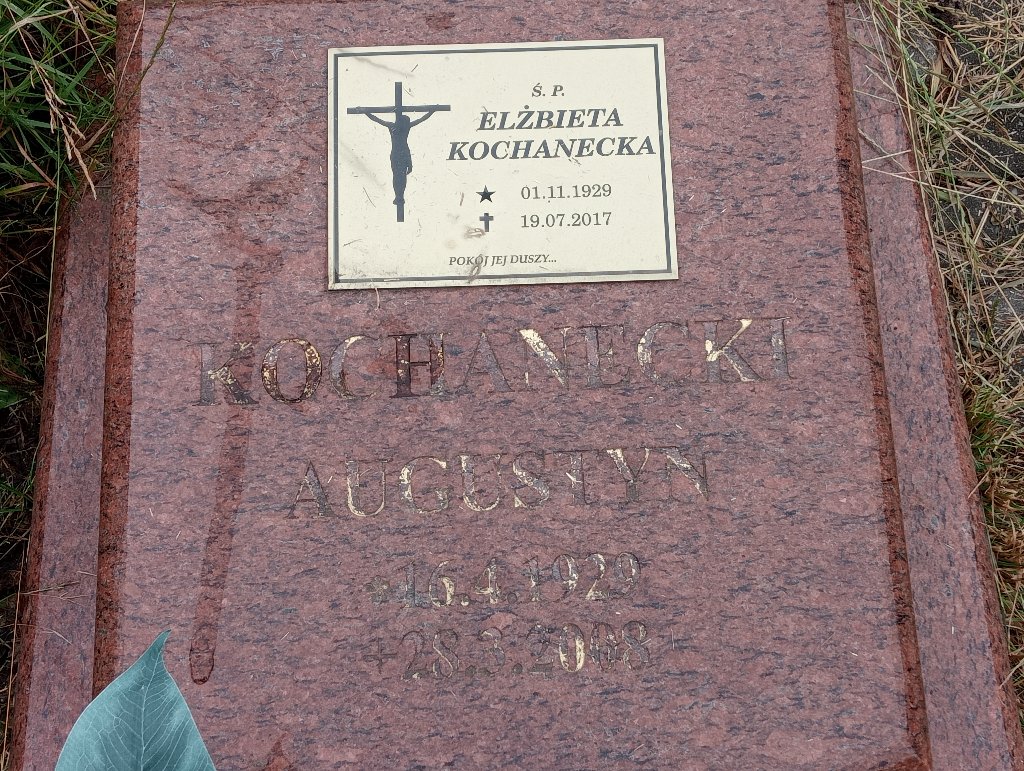 Ś. P.
ELŻBIETA
KOCHANECKA
★ 01.11.1929
✝ 19.07.2017
POKÓJ JEJ DUSZY...
KOCHANECKI
AUGUSTYN
*16.4.1929
+28.3.2008